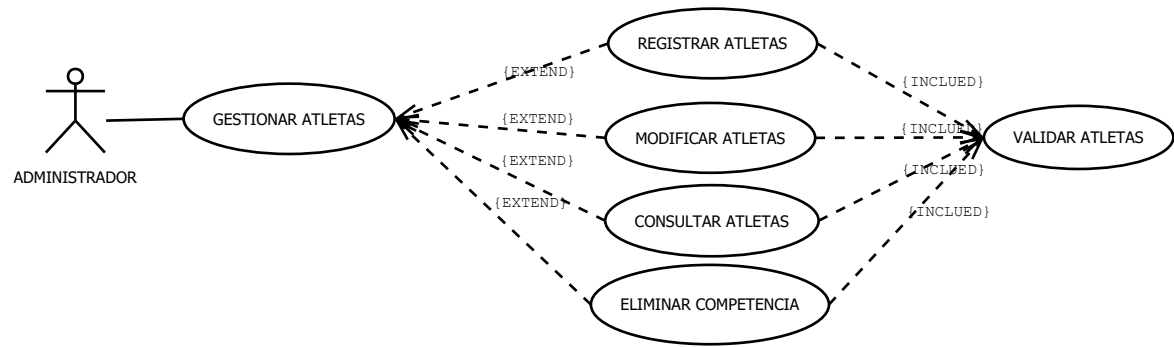 REGISTRAR ATLETAS
{EXTEND}
{INCLUED}
GESTIONAR ATLETAS
{EXTEND}
MODIFICAR ATLETAS
{INCLUED}
VALIDAR ATLETAS
{EXTEND}
{INCLUED}
ADMINISTRADOR
{EXTEND}
CONSULTAR ATLETAS
{INCLUED}
ELIMINAR COMPETENCIA